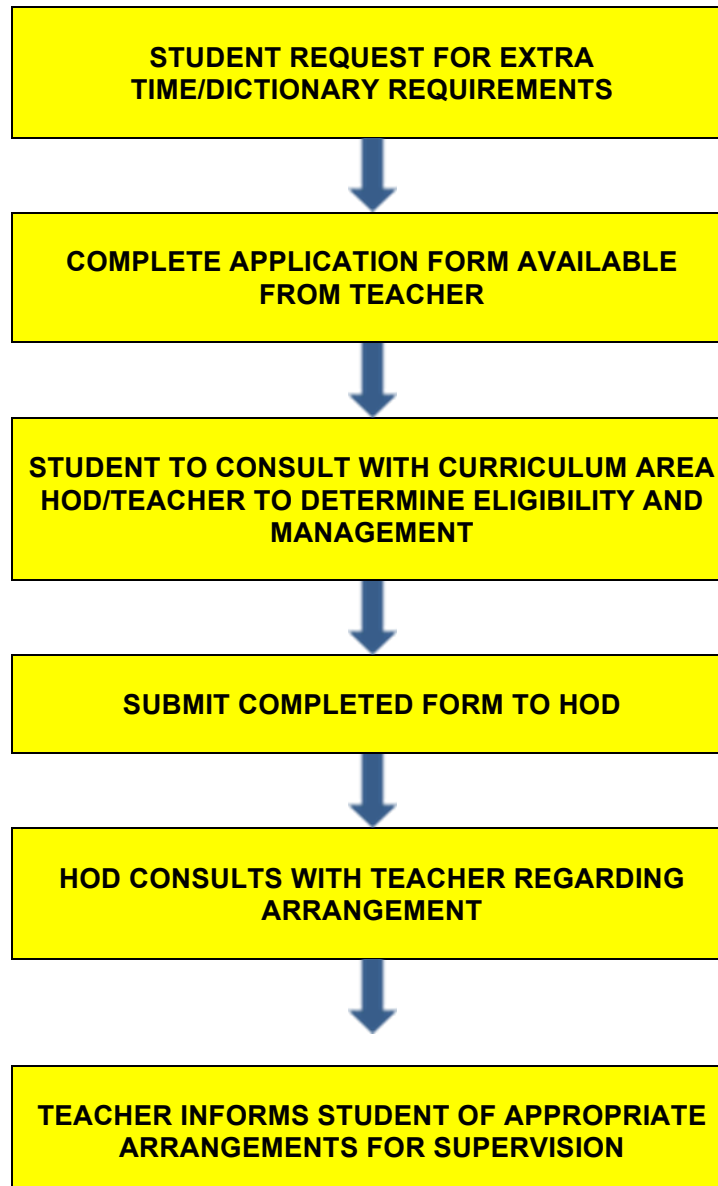 STUDENT REQUEST FOR EXTRA
TIME/DICTIONARY REQUIREMENTS
COMPLETE APPLICATION FORM AVAILABLE
FROM TEACHER
STUDENT TO CONSULT WITH CURRICULUM AREA
HOD/TEACHER TO DETERMINE ELIGIBILITY AND
MANAGEMENT
SUBMIT COMPLETED FORM TO HOD
HOD CONSULTS WITH TEACHER REGARDING
ARRANGEMENT
TEACHER INFORMS STUDENT OF APPROPRIATE
ARRANGEMENTS FOR SUPERVISION